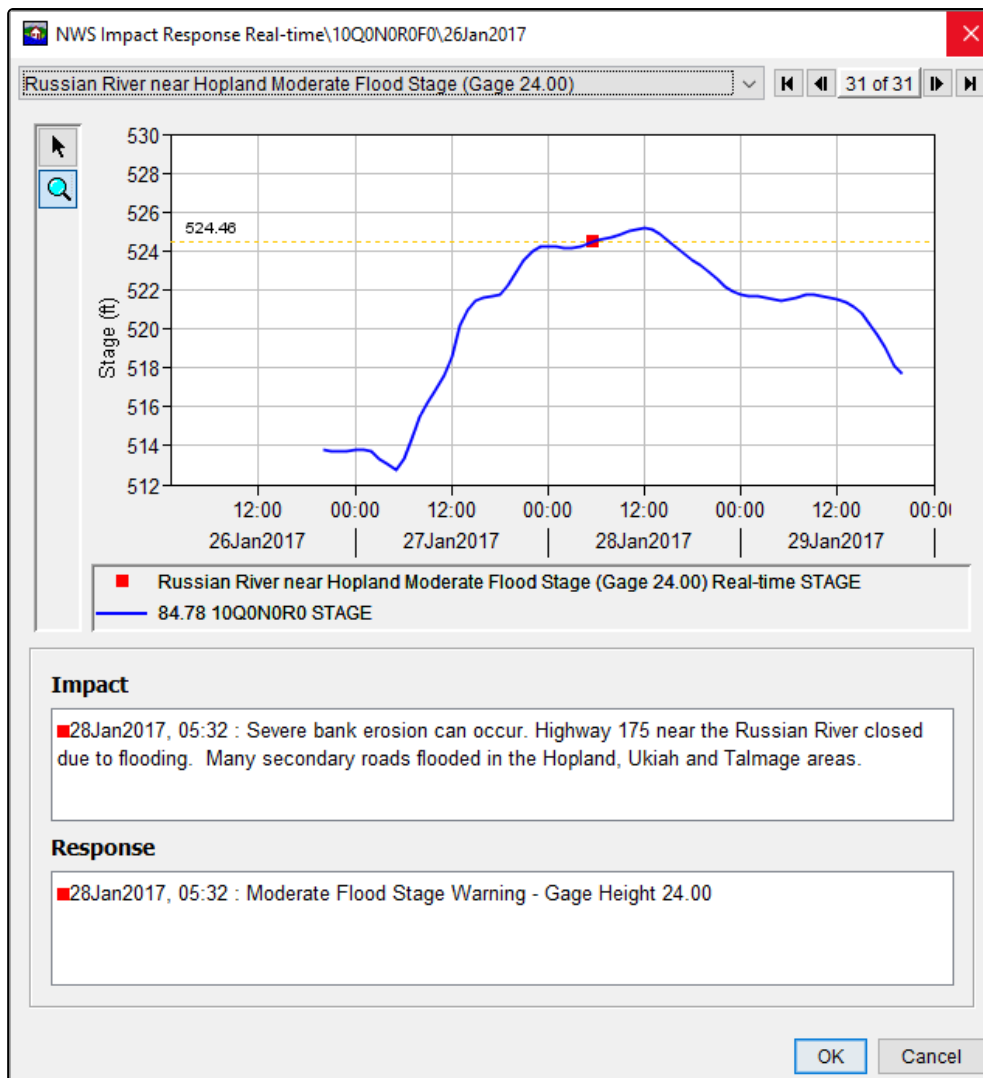 NWS Impact Response Real-time\10Q0N0R0F0\26Jan2017
Russian River near Hopland Moderate Flood Stage (Gage 24.00)
31 of 31
530
528
526
524
522
520
518
516
514
512
Stage (ft)
524.46
12:00 00:00 12:00 00:00 12:00 00:00 12:00 00:0
26Jan2017 | 27Jan2017 | 28Jan2017 | 29Jan2017 |
Russian River near Hopland Moderate Flood Stage (Gage 24.00) Real-time STAGE
84.78 10Q0N0R0 STAGE
Impact
28Jan2017, 05:32 : Severe bank erosion can occur. Highway 175 near the Russian River closed
due to flooding.  Many secondary roads flooded in the Hopland, Ukiah and Talmage areas.
Response
28Jan2017, 05:32 : Moderate Flood Stage Warning - Gage Height 24.00
OK
Cancel